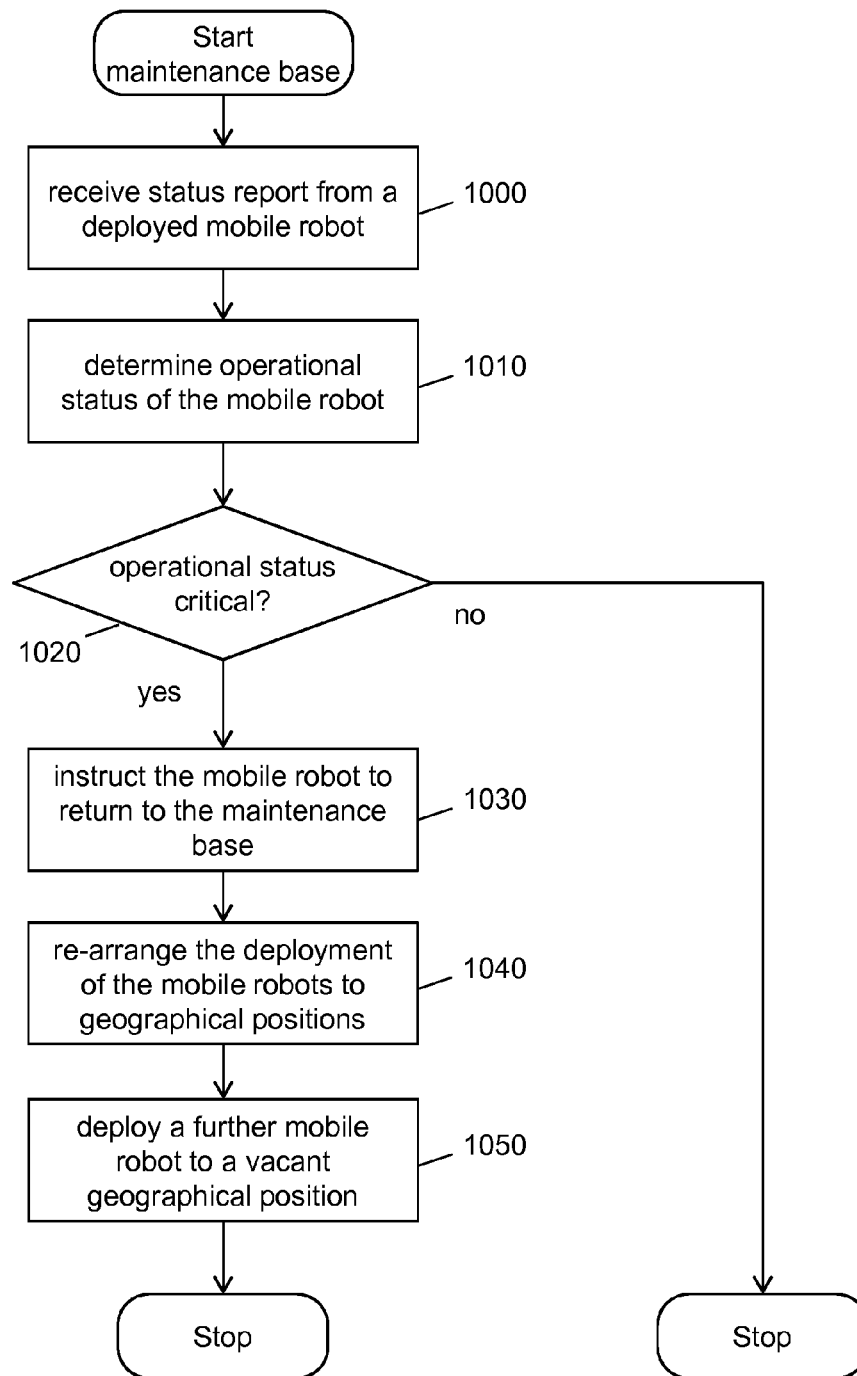 Start
maintenance base
receive status report from a
deployed mobile robot
1000
determine operational
status of the mobile robot
1010
operational status
critical?
1020
no
yes
instruct the mobile robot to
return to the maintenance
base
1030
re-arrange the deployment
of the mobile robots to
geographical positions
1040
deploy a further mobile
robot to a vacant
geographical position
1050
Stop
Stop